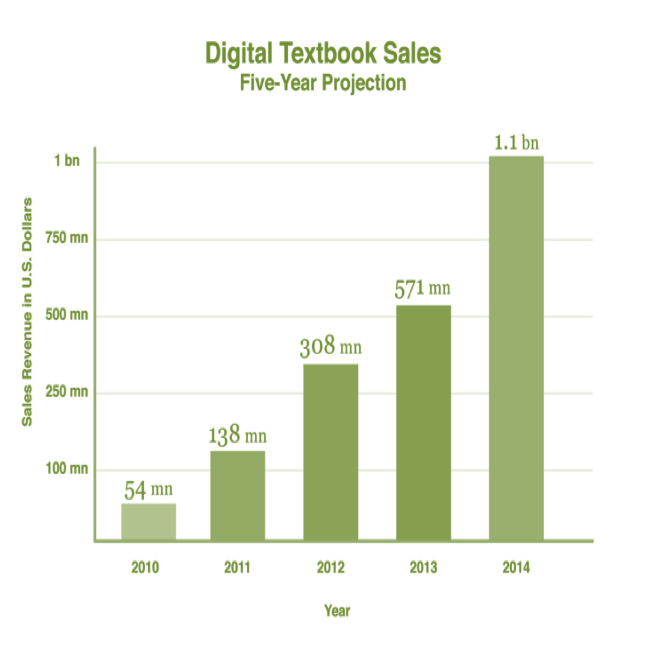 Digital Textbook Sales
Five-Year Projection
1.1 bn
1 bn
750 mn
571 mn
500 mn
308 mn
250 mn
138 mn
100 mn
54 mn
Sales Revenue in U.S. Dollars
2010 2011 2012 2013 2014
Year